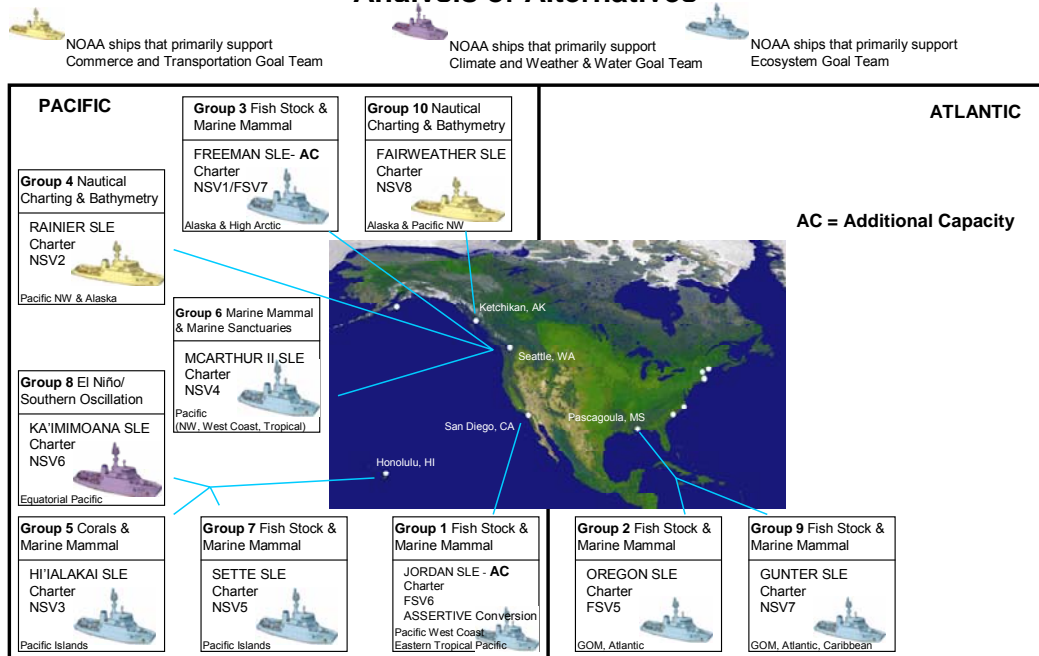 Analysis of Alternatives
NOAA ships that primarily support
Commerce and Transportation Goal Team
NOAA ships that primarily support
Climate and Weather & Water Goal Team
NOAA ships that primarily support
Ecosystem Goal Team
PACIFIC
ATLANTIC
AC = Additional Capacity
Group 3 Fish Stock &
Marine Mammal
FREEMAN SLE- AC
Charter
NSV1/FSV7
Alaska & High Arctic
Group 10 Nautical
Charting & Bathymetry
FAIRWEATHER SLE
Charter
NSV8
Alaska & Pacific NW
Group 4 Nautical
Charting & Bathymetry
RAINIER SLE
Charter
NSV2
Pacific NW & Alaska
Group 6 Marine Mammal
& Marine Sanctuaries
MCARTHUR II SLE
Charter
NSV4
Pacific
(NW, West Coast, Tropical)
Group 8 El Niño/
Southern Oscillation
KA'IMIMOANA SLE
Charter
NSV6
Equatorial Pacific
Ketchikan, AK
Seattle, WA
San Diego, CA
Pascagoula, MS
Honolulu, HI
Group 5 Corals &
Marine Mammal
HI'IALAKAI SLE
Charter
NSV3
Pacific Islands
Group 7 Fish Stock &
Marine Mammal
SETTE SLE
Charter
NSV5
Pacific Islands
Group 1 Fish Stock &
Marine Mammal
JORDAN SLE - AC
Charter
FSV6
ASSERTIVE Conversion
Pacific West Coast
Eastern Tropical Pacific
Group 2 Fish Stock &
Marine Mammal
OREGON SLE
Charter
FSV5
GOM, Atlantic
Group 9 Fish Stock &
Marine Mammal
GUNTER SLE
Charter
NSV7
GOM, Atlantic, Caribbean